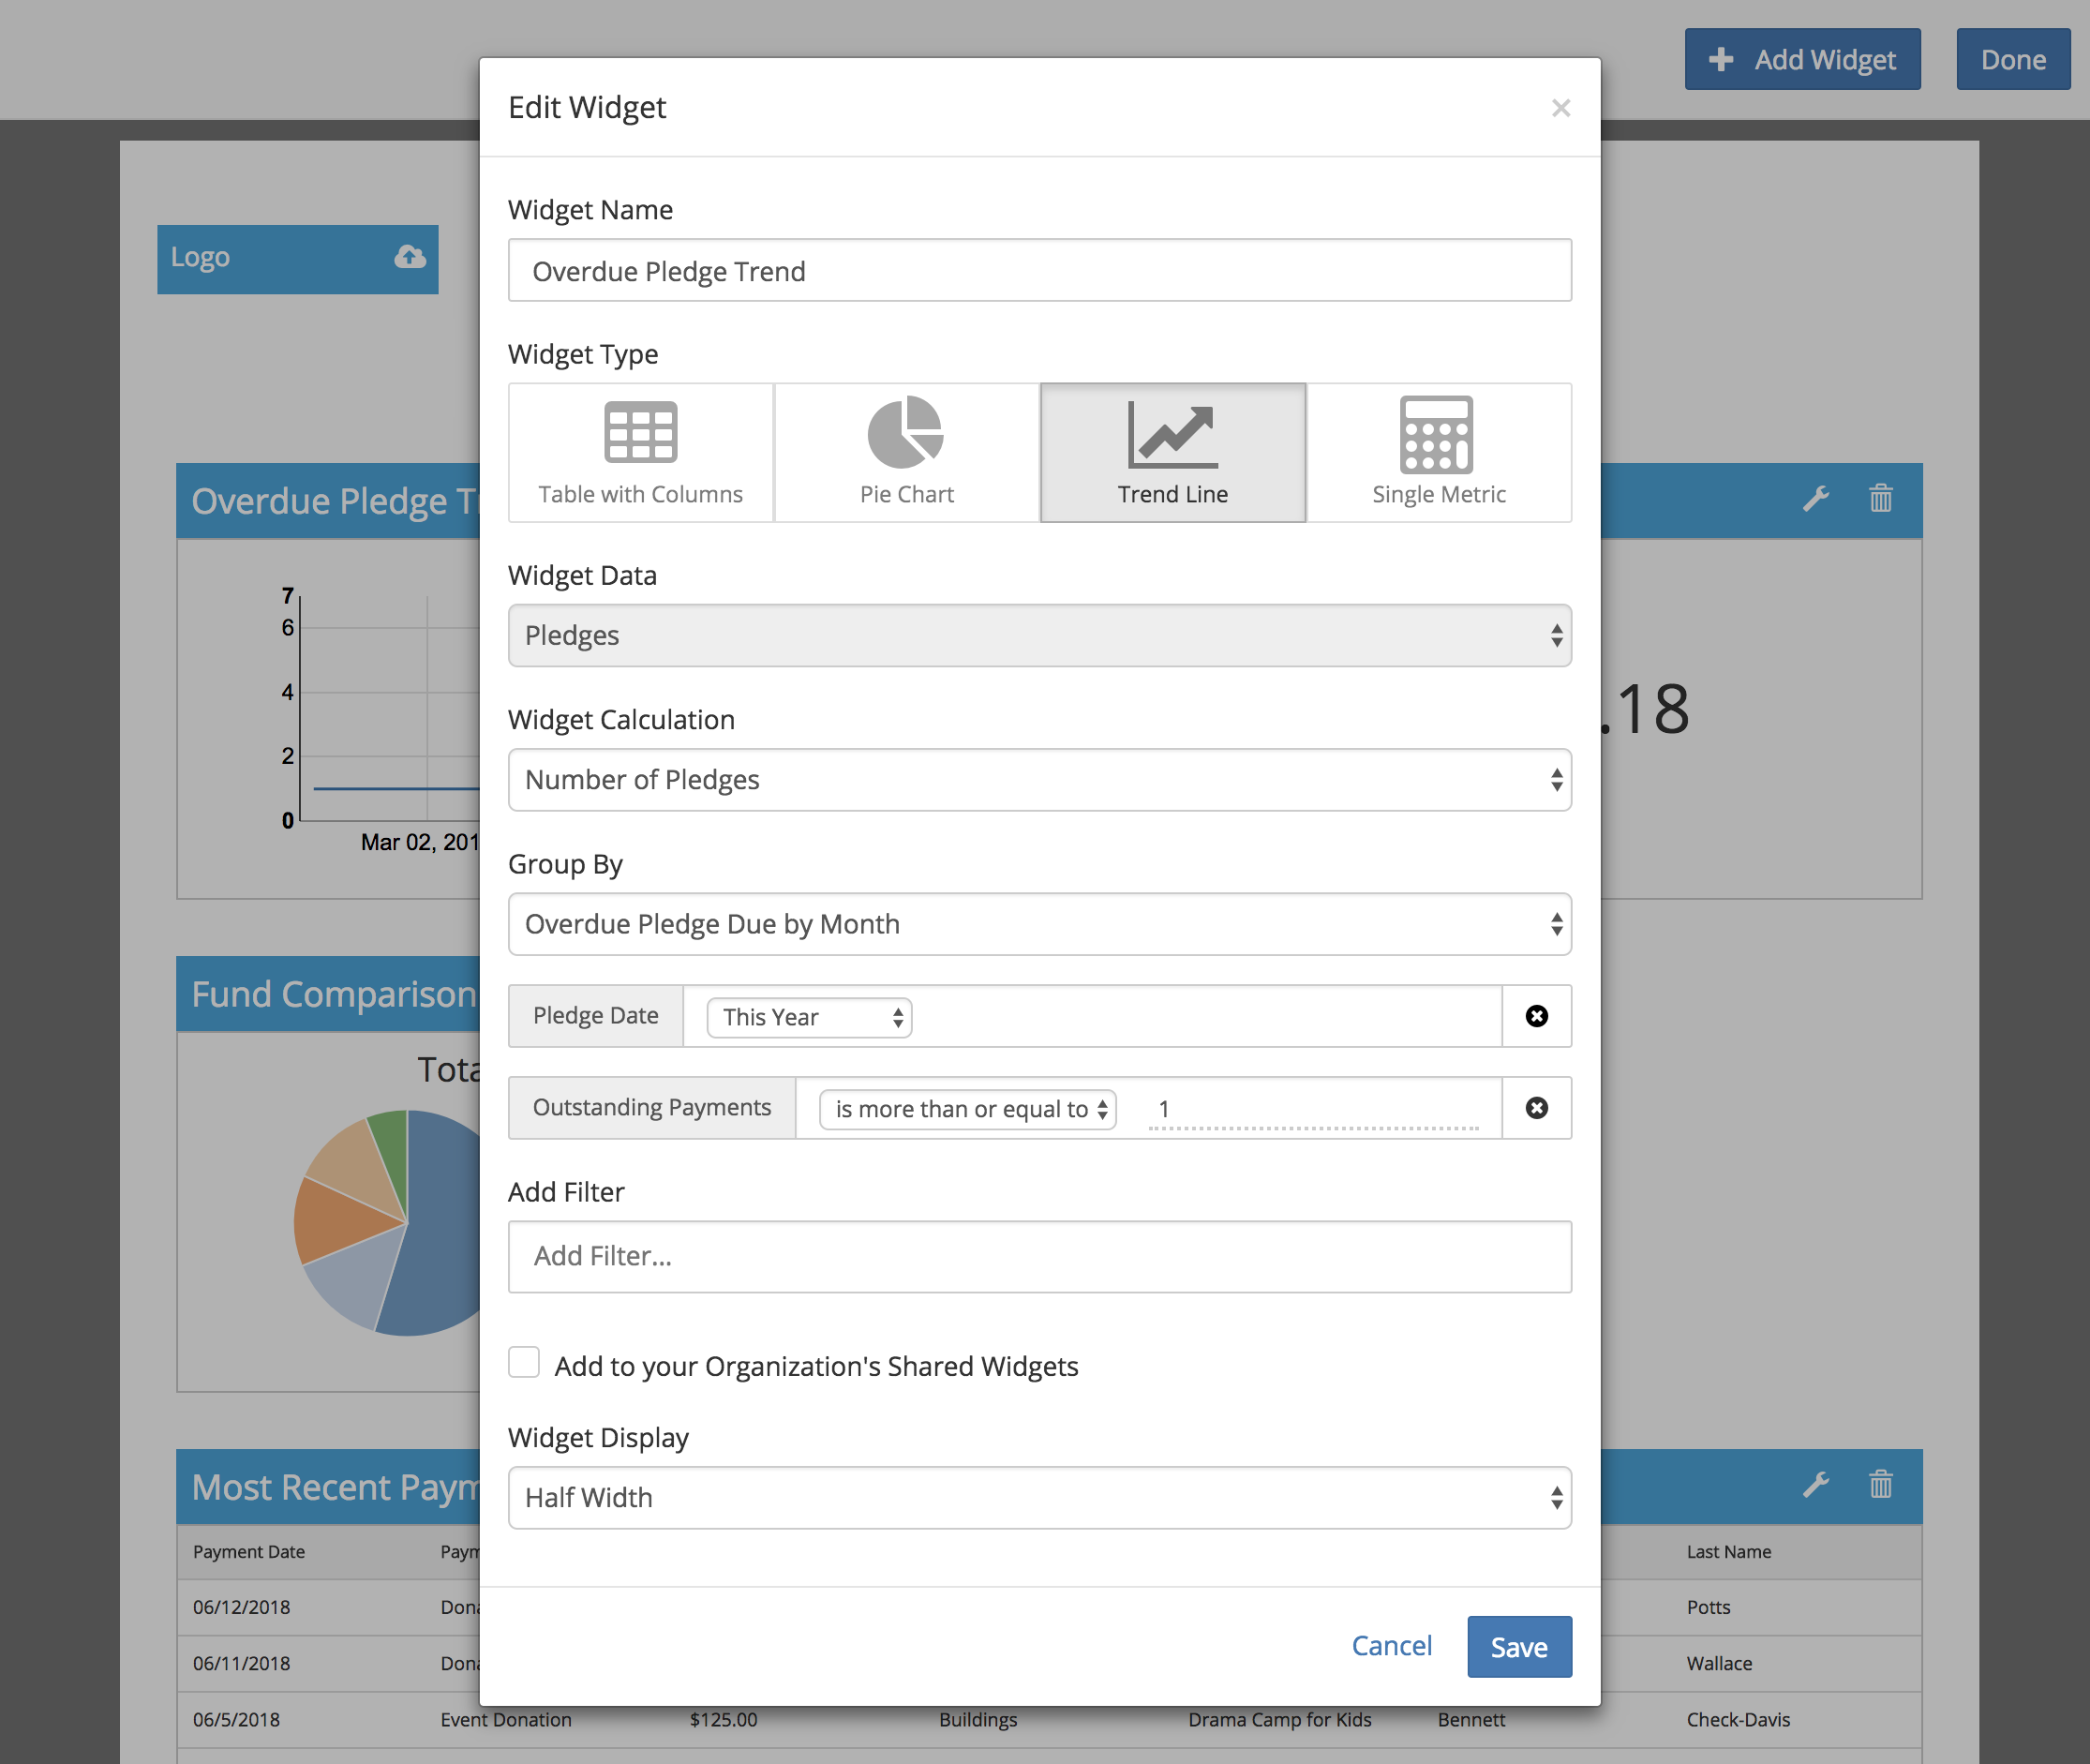 Add Widget
Done
Edit Widget
×
Widget Name
Overdue Pledge Trend
Widget Type
Table with Columns
Pie Chart
Trend Line
Single Metric
Widget Data
Pledges
Widget Calculation
Number of Pledges
Group By
Overdue Pledge Due by Month
Pledge Date
This Year
Outstanding Payments
is more than or equal to
1
Add Filter
Add Filter...
Add to your Organization's Shared Widgets
Widget Display
Half Width
Cancel
Save
Logo
Overdue Pledge
7
6
4
2
0
Mar 02, 201
.18
Fund Comparison
Most Recent
Payment Date
Last Name
06/12/2018
Potts
06/11/2018
Wallace
06/5/2018
Event Donation
$125.00
Buildings
Drama Camp for Kids
Bennett
Check-Davis